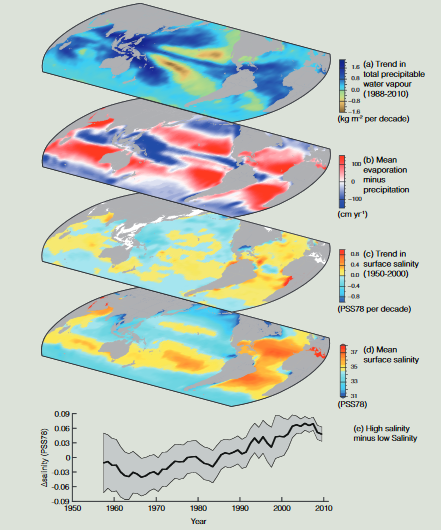 (a) Trend in
total precipitable
water vapour
(1988-2010)
1.6
0.8
0.0
-0.8
-1.6
(kg m-2 per decade)
(b) Mean
evaporation
minus
precipitation
100
0
-100
(cm yr-1)
(c) Trend in
surface salinity
(1950-2000)
0.8
0.4
0.0
-0.4
-0.8
(PSS78 per decade)
(d) Mean
surface salinity
37
35
33
31
(PSS78)
(e) High salinity
minus low Salinity
0.09
0.06
0.03
0
-0.03
-0.06
-0.09
Δsalinity (PSS78)
1950 1960 1970 1980 1990 2000 2010
Year